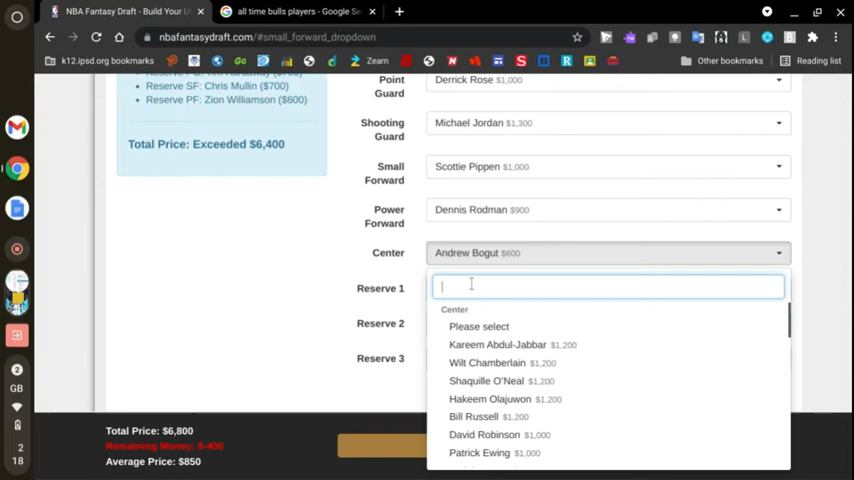 NBA Fantasy Draft - Build Your U
all time bulls players - Google Se
nbafantasydraft.com/#small_forward_dropdown
k12.ipsd.org bookmarks
Zearn
Other bookmarks
Reading list
Reserve SF: Chris Mullin ($700)
Reserve PF: Zion Williamson ($600)
Total Price: Exceeded $6,400
Point Guard
Derrick Rose $1,000
Shooting Guard
Michael Jordan $1,300
Small Forward
Scottie Pippen $1,000
Power Forward
Dennis Rodman $900
Center
Andrew Bogut $600
Reserve 1
Reserve 2
Reserve 3
Center
Please select
Kareem Abdul-Jabbar $1,200
Wilt Chamberlain $1,200
Shaquille O'Neal $1,200
Hakeem Olajuwon $1,200
Bill Russell $1,200
David Robinson $1,000
Patrick Ewing $1,000
Total Price: $6,800
Remaining Money: $-400
Average Price: $850
2
GB
2
18